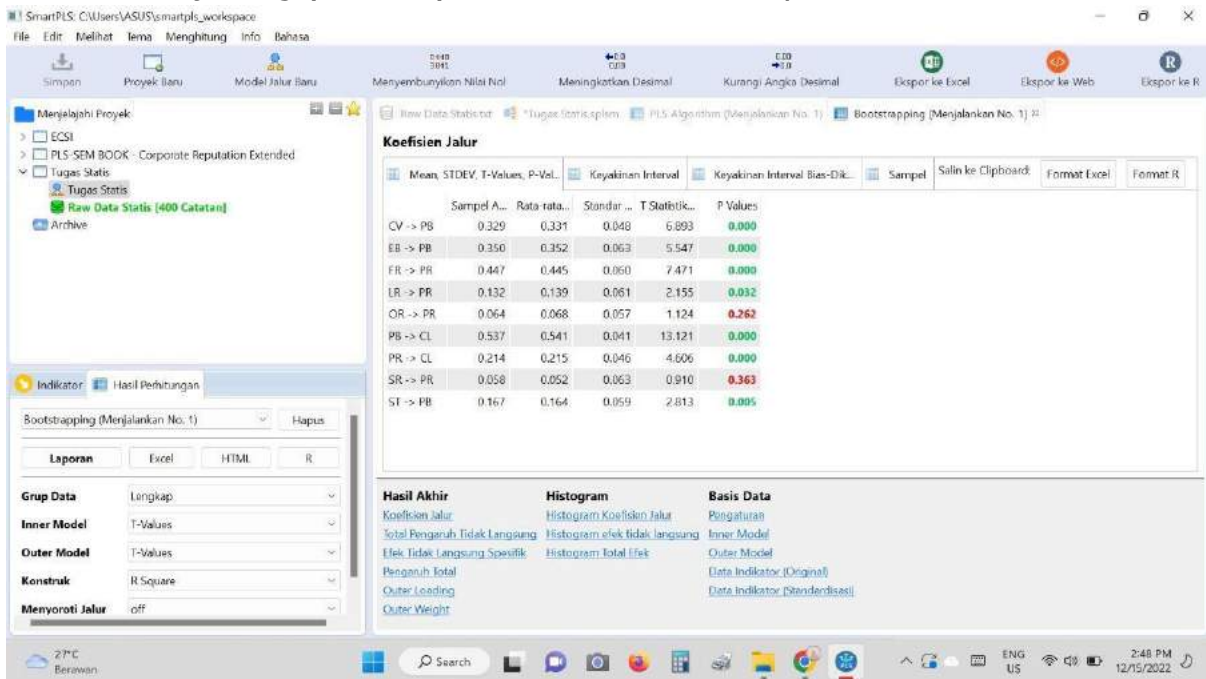 SmartPLS: C:\Users\ASUS\smartpls_workspace
File Edit Melihat Tema Menghitung Info Bahasa
Simpan Proyek Baru Model Jalur Baru Menyembunyikan Nilai Nol Meningkatkan Desimal Kurangi Angka Desimal Ekspor ke Excel Ekspor ke Web Ekspor ke R
Menjelajahi Proyek
ECSI
PLS-SEM BOOK - Corporate Reputation Extended
Tugas Statis
Tugas Statis
Raw Data Statis [400 Catatan]
Archive
Indikator Hasil Perhitungan
Bootstrapping (Menjalankan No. 1) Hapus
Laporan Excel HTML R
Grup Data Lengkap
Inner Model T-Values
Outer Model T-Values
Konstruk R Square
Menyoroti Jalur off
Raw Data Statis.txt *Tugas Statis.splsm PLS Algorithm (Menjalankan No. 1) Bootstrapping (Menjalankan No. 1)
Koefisien Jalur
Mean, STDEV, T-Values, P-Val... Keyakinan Interval Keyakinan Interval Bias-Dik... Sampel Salin ke Clipboard: Format Excel Format R
Sampel A... Rata-rata... Standar ... T Statistik... P Values
CV -> PB 0.329 0.331 0.048 6.893 0.000
EB -> PB 0.350 0.352 0.063 5.547 0.000
FR -> PR 0.447 0.445 0.060 7.471 0.000
LR -> PR 0.132 0.139 0.061 2.155 0.032
OR -> PR 0.064 0.068 0.057 1.124 0.262
PB -> CL 0.537 0.541 0.041 13.121 0.000
PR -> CL 0.214 0.215 0.046 4.606 0.000
SR -> PR 0.058 0.052 0.063 0.910 0.363
ST -> PB 0.167 0.164 0.059 2.813 0.005
Hasil Akhir Histogram Basis Data
Koefisien Jalur Histogram Koefisien Jalur Pengaturan
Total Pengaruh Tidak Langsung Histogram efek tidak langsung Inner Model
Efek Tidak Langsung Spesifik Histogram Total Efek Outer Model
Pengaruh Total Data Indikator (Original)
Outer Loading Data Indikator (Standardisasi)
Outer Weight
27°C
Berawan
Search
ENG
US
2:48 PM
12/15/2022